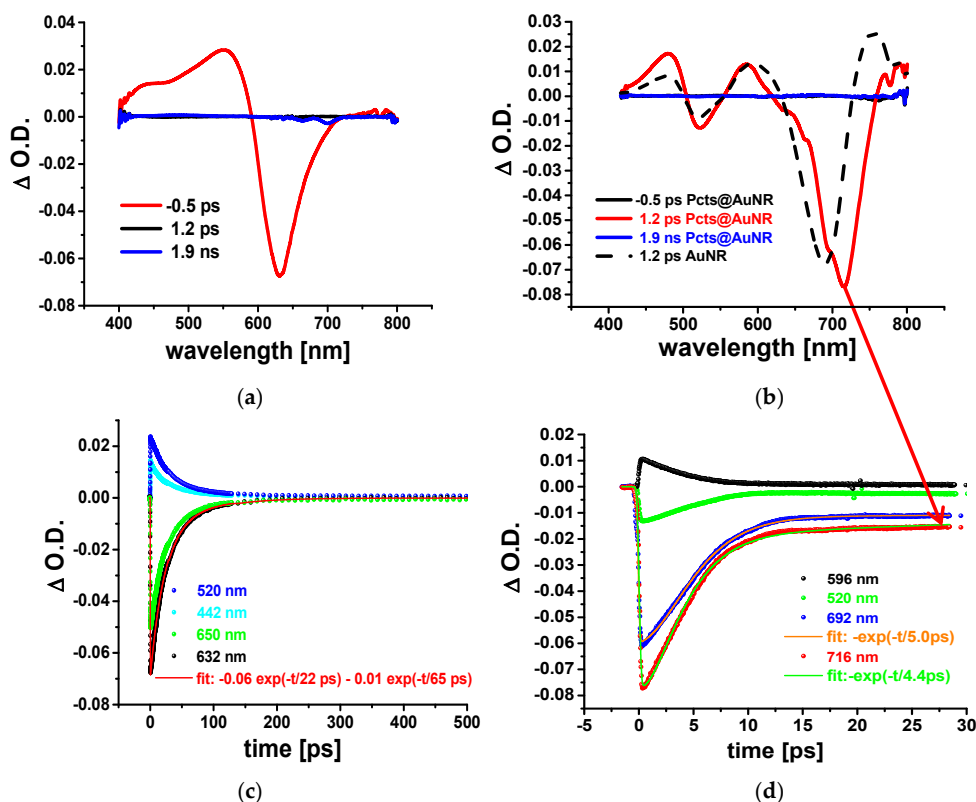 0.04
0.02
0.00
-0.02
-0.04
-0.06
-0.08
Δ O.D.
-0.5 ps
1.2 ps
1.9 ns
400 500 600 700 800
wavelength [nm]
(a)
0.03
0.02
0.01
0.00
-0.01
-0.02
-0.03
-0.04
-0.05
-0.06
-0.07
-0.08
Δ O.D.
-0.5 ps Pcts@AuNR
1.2 ps Pcts@AuNR
1.9 ns Pcts@AuNR
1.2 ps AuNR
400 500 600 700 800
wavelength [nm]
(b)
0.02
0.00
-0.02
-0.04
-0.06
-0.08
Δ O.D.
520 nm
442 nm
650 nm
632 nm
fit: -0.06 exp(-t/22 ps) - 0.01 exp(-t/65 ps)
0 100 200 300 400 500
time [ps]
(c)
0.02
0.01
0.00
-0.01
-0.02
-0.03
-0.04
-0.05
-0.06
-0.07
-0.08
Δ O.D.
596 nm
520 nm
692 nm
fit: -exp(-t/5.0ps)
716 nm
fit:-exp(-t/4.4ps)
-5 0 5 10 15 20 25 30
time [ps]
(d)